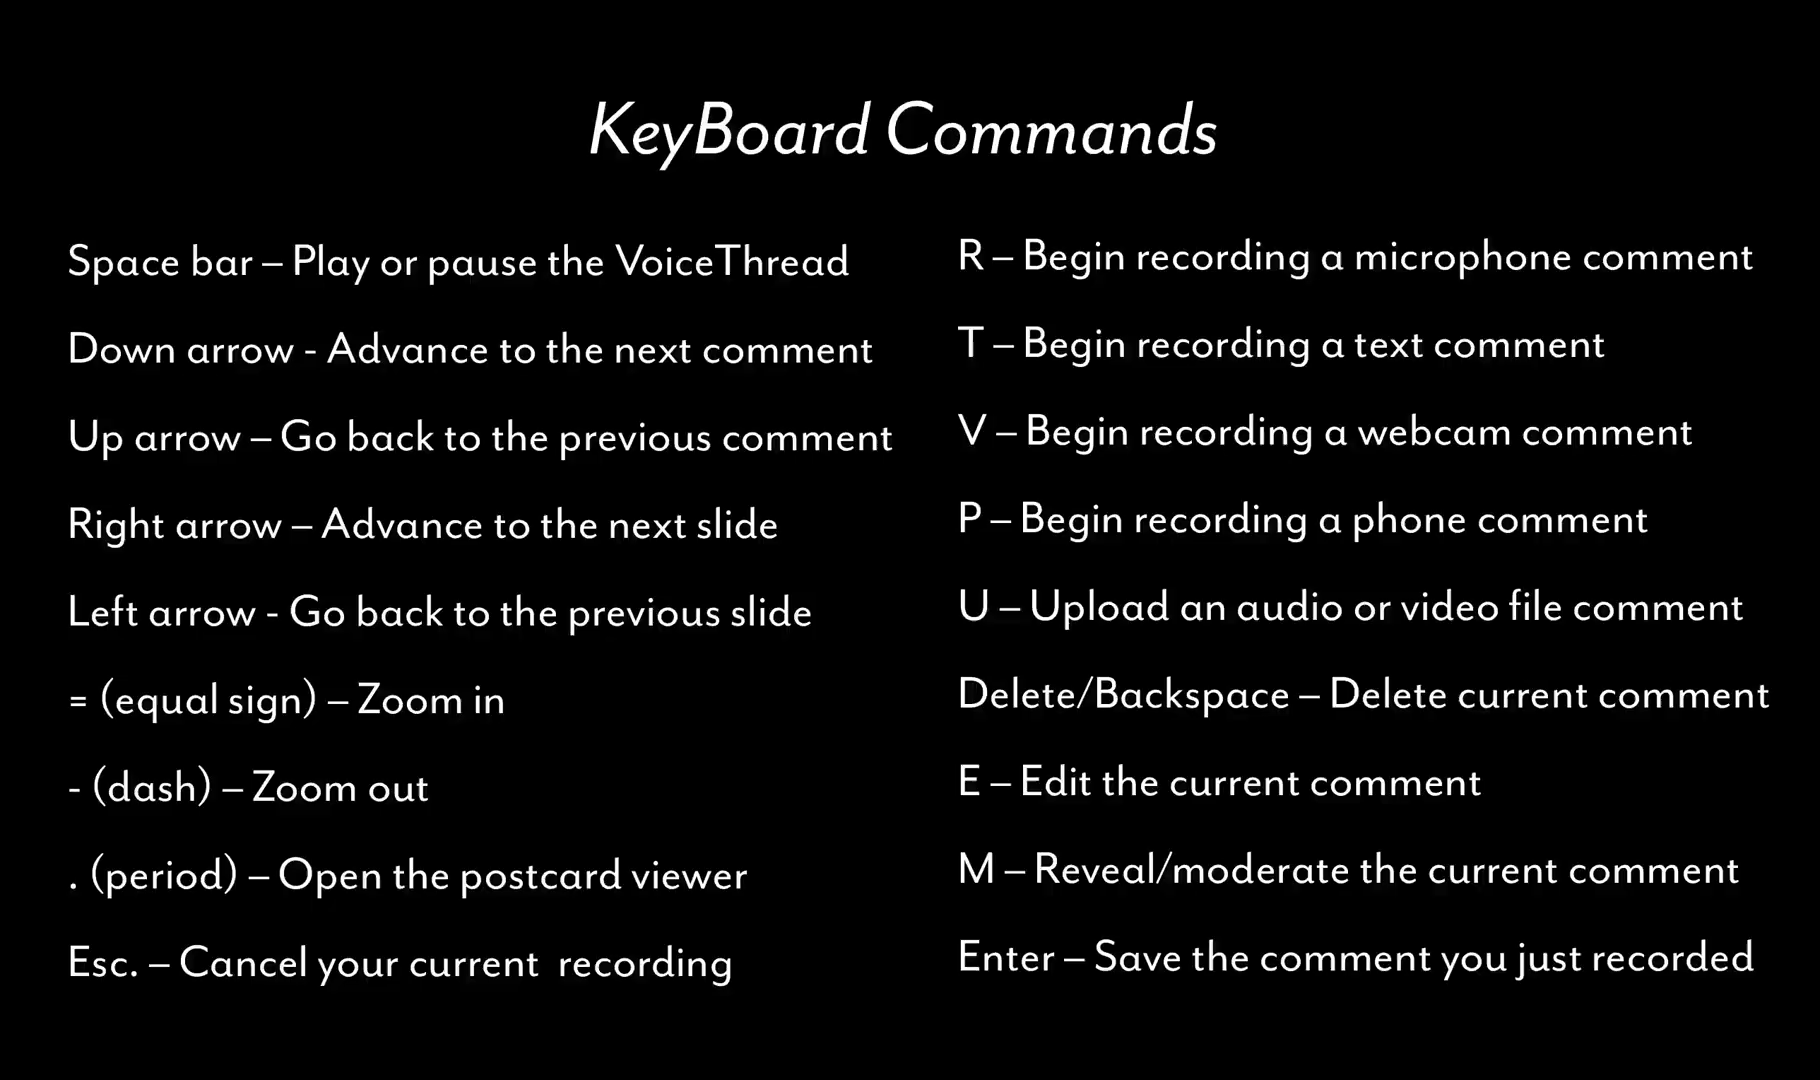 KeyBoard Commands
Space bar – Play or pause the VoiceThread
Down arrow - Advance to the next comment
Up arrow – Go back to the previous comment
Right arrow – Advance to the next slide
Left arrow - Go back to the previous slide
= (equal sign) – Zoom in
- (dash) – Zoom out
. (period) – Open the postcard viewer
Esc. – Cancel your current  recording
R – Begin recording a microphone comment
T – Begin recording a text comment
V – Begin recording a webcam comment
P – Begin recording a phone comment
U – Upload an audio or video file comment
Delete/Backspace – Delete current comment
E – Edit the current comment
M – Reveal/moderate the current comment
Enter – Save the comment you just recorded